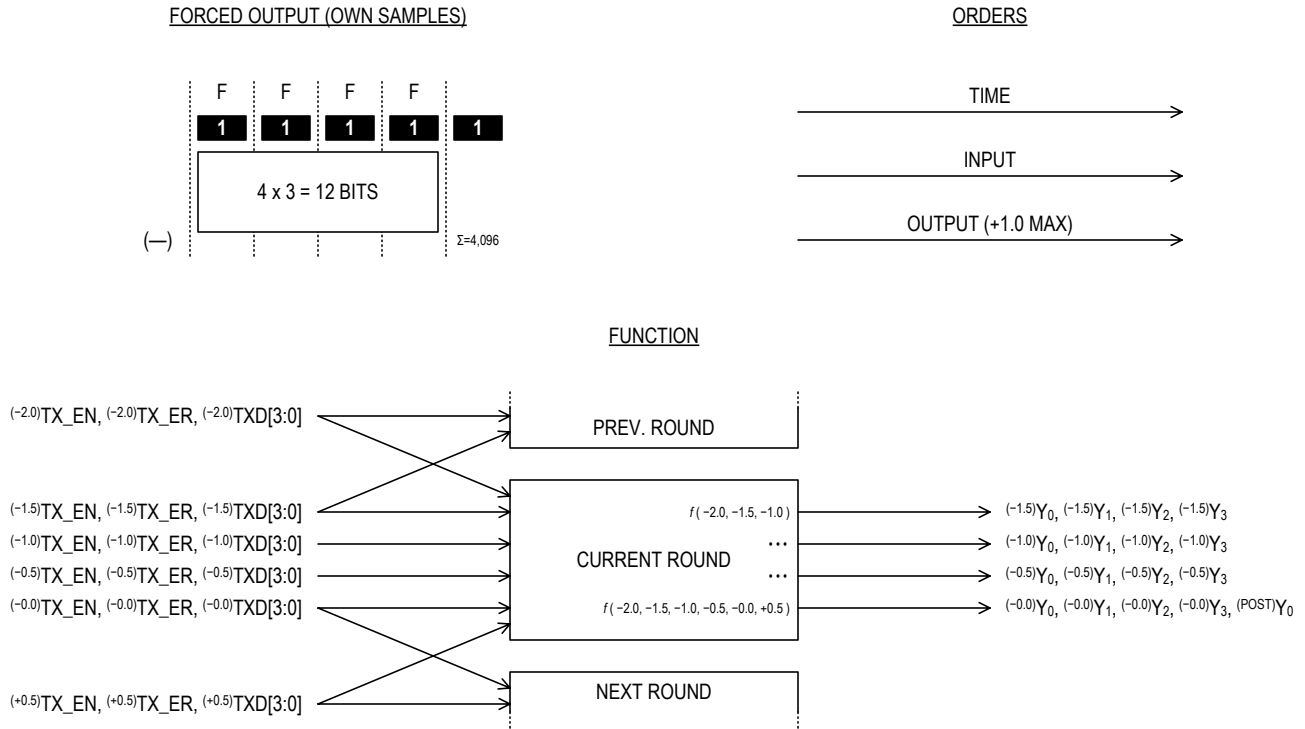 FORCED OUTPUT (OWN SAMPLES)
ORDERS
F F F F
1 1 1 1 1
4 x 3 = 12 BITS
(—)
Σ=4,096
TIME
INPUT
OUTPUT (+1.0 MAX)
FUNCTION
(−2.0)TX_EN, (−2.0)TX_ER, (−2.0)TXD[3:0]
PREV. ROUND
(−1.5)TX_EN, (−1.5)TX_ER, (−1.5)TXD[3:0]
f ( −2.0, −1.5, −1.0 )
(−1.5)Y0, (−1.5)Y1, (−1.5)Y2, (−1.5)Y3
(−1.0)TX_EN, (−1.0)TX_ER, (−1.0)TXD[3:0]
...
(−1.0)Y0, (−1.0)Y1, (−1.0)Y2, (−1.0)Y3
CURRENT ROUND
(−0.5)TX_EN, (−0.5)TX_ER, (−0.5)TXD[3:0]
...
(−0.5)Y0, (−0.5)Y1, (−0.5)Y2, (−0.5)Y3
(−0.0)TX_EN, (−0.0)TX_ER, (−0.0)TXD[3:0]
f ( −2.0, −1.5, −1.0, −0.5, −0.0, +0.5 )
(−0.0)Y0, (−0.0)Y1, (−0.0)Y2, (−0.0)Y3, (POST)Y0
NEXT ROUND
(+0.5)TX_EN, (+0.5)TX_ER, (+0.5)TXD[3:0]